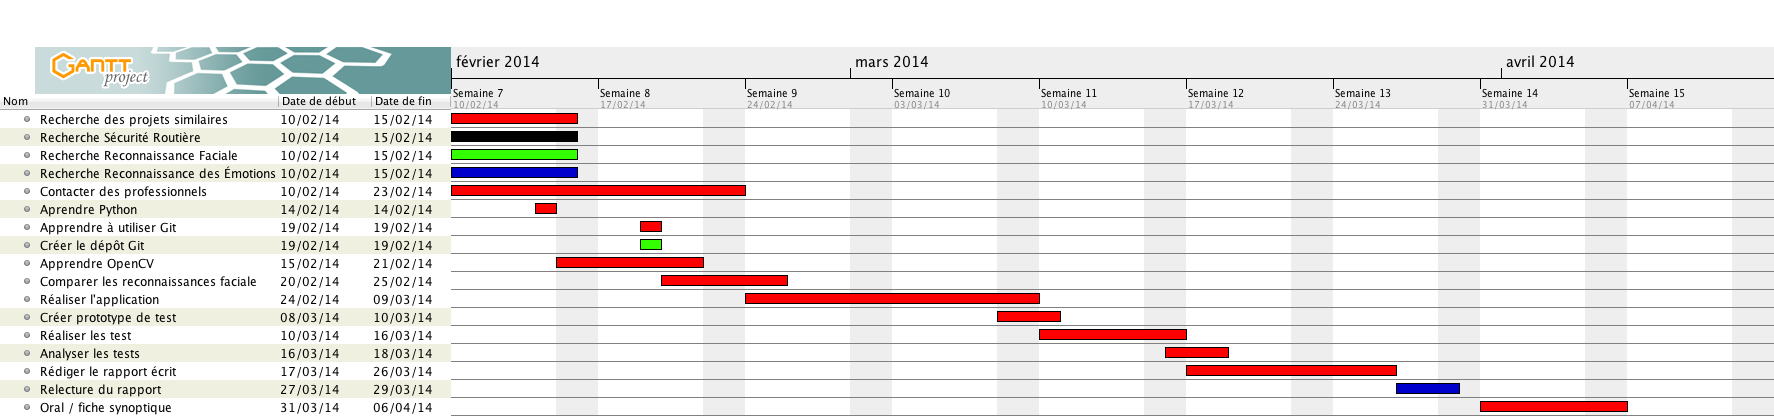 GANTT
project
février 2014
mars 2014
avril 2014
Nom Date de début Date de fin
Semaine 7 Semaine 8 Semaine 9 Semaine 10 Semaine 11 Semaine 12 Semaine 13 Semaine 14 Semaine 15
10/02/14 17/02/14 24/02/14 03/03/14 10/03/14 17/03/14 24/03/14 31/03/14 07/04/14
Recherche des projets similaires 10/02/14 15/02/14
Recherche Sécurité Routière 10/02/14 15/02/14
Recherche Reconnaissance Faciale 10/02/14 15/02/14
Recherche Reconnaissance des Émotions 10/02/14 15/02/14
Contacter des professionnels 10/02/14 23/02/14
Aprendre Python 14/02/14 14/02/14
Apprendre à utiliser Git 19/02/14 19/02/14
Créer le dépôt Git 19/02/14 19/02/14
Apprendre OpenCV 15/02/14 21/02/14
Comparer les reconnaissances faciale 20/02/14 25/02/14
Réaliser l'application 24/02/14 09/03/14
Créer prototype de test 08/03/14 10/03/14
Réaliser les test 10/03/14 16/03/14
Analyser les tests 16/03/14 18/03/14
Rédiger le rapport écrit 17/03/14 26/03/14
Relecture du rapport 27/03/14 29/03/14
Oral / fiche synoptique 31/03/14 06/04/14